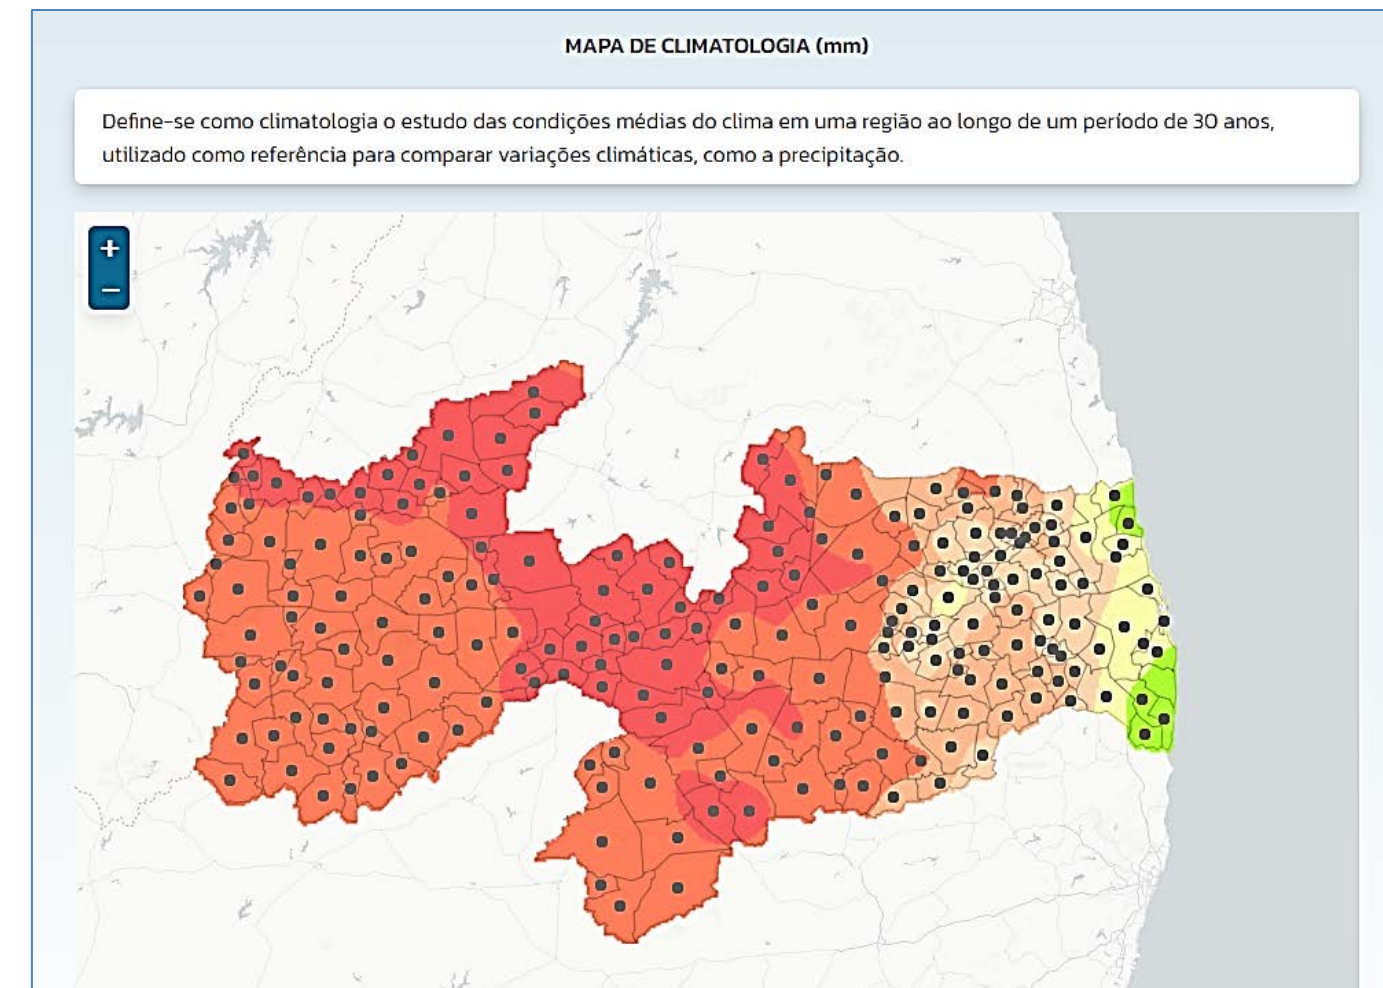 MAPA DE CLIMATOLOGIA (mm)
Define-se como climatologia o estudo das condições médias do clima em uma região ao longo de um período de 30 anos,
utilizado como referência para comparar variações climáticas, como a precipitação.
+
−